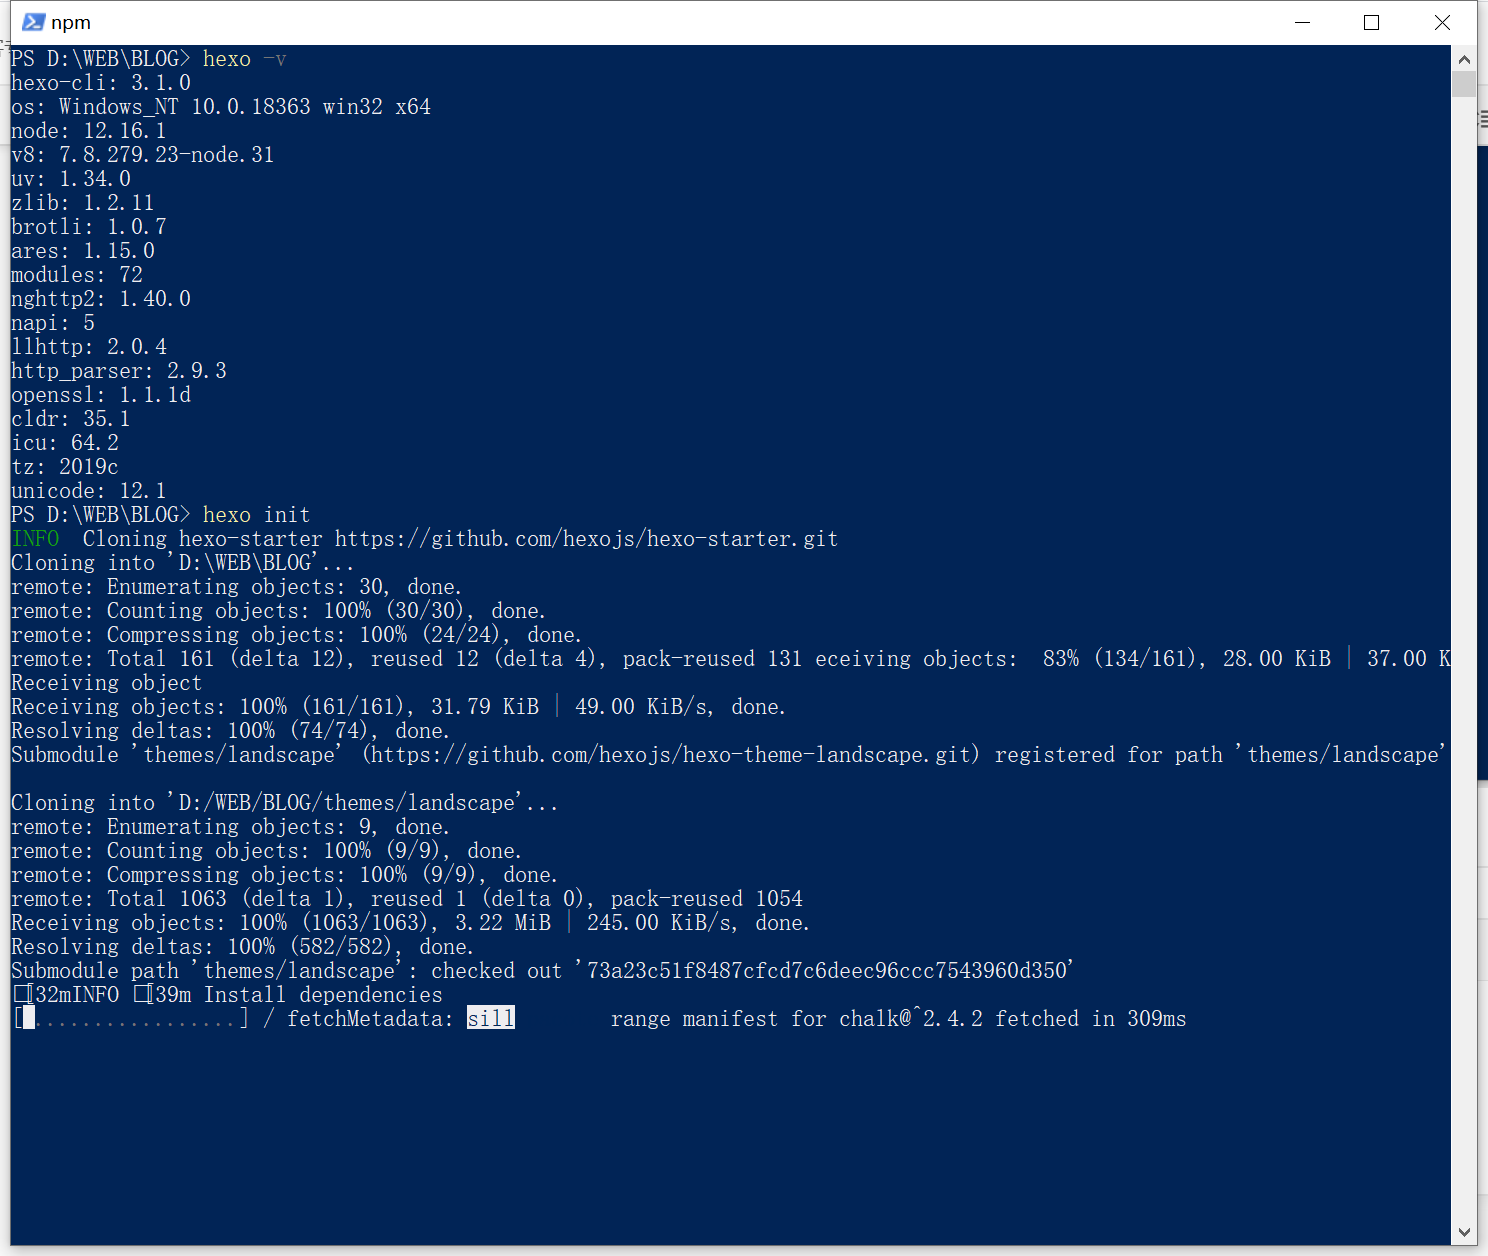 npm
PS D:\WEB\BLOG> hexo -v
hexo-cli: 3.1.0
os: Windows_NT 10.0.18363 win32 x64
node: 12.16.1
v8: 7.8.279.23-node.31
uv: 1.34.0
zlib: 1.2.11
brotli: 1.0.7
ares: 1.15.0
modules: 72
nghttp2: 1.40.0
napi: 5
llhttp: 2.0.4
http_parser: 2.9.3
openssl: 1.1.1d
cldr: 35.1
icu: 64.2
tz: 2019c
unicode: 12.1
PS D:\WEB\BLOG> hexo init
INFO  Cloning hexo-starter https://github.com/hexojs/hexo-starter.git
Cloning into 'D:\WEB\BLOG'...
remote: Enumerating objects: 30, done.
remote: Counting objects: 100% (30/30), done.
remote: Compressing objects: 100% (24/24), done.
remote: Total 161 (delta 12), reused 12 (delta 4), pack-reused 131 eceiving objects:  83% (134/161), 28.00 KiB | 37.00 K
Receiving object
Receiving objects: 100% (161/161), 31.79 KiB | 49.00 KiB/s, done.
Resolving deltas: 100% (74/74), done.
Submodule 'themes/landscape' (https://github.com/hexojs/hexo-theme-landscape.git) registered for path 'themes/landscape'
Cloning into 'D:/WEB/BLOG/themes/landscape'...
remote: Enumerating objects: 9, done.
remote: Counting objects: 100% (9/9), done.
remote: Compressing objects: 100% (9/9), done.
remote: Total 1063 (delta 1), reused 1 (delta 0), pack-reused 1054
Receiving objects: 100% (1063/1063), 3.22 MiB | 245.00 KiB/s, done.
Resolving deltas: 100% (582/582), done.
Submodule path 'themes/landscape': checked out '73a23c51f8487cfcd7c6deec96ccc7543960d350'
□[32mINFO □[39m Install dependencies
[ .................] / fetchMetadata: sill        range manifest for chalk@^2.4.2 fetched in 309ms